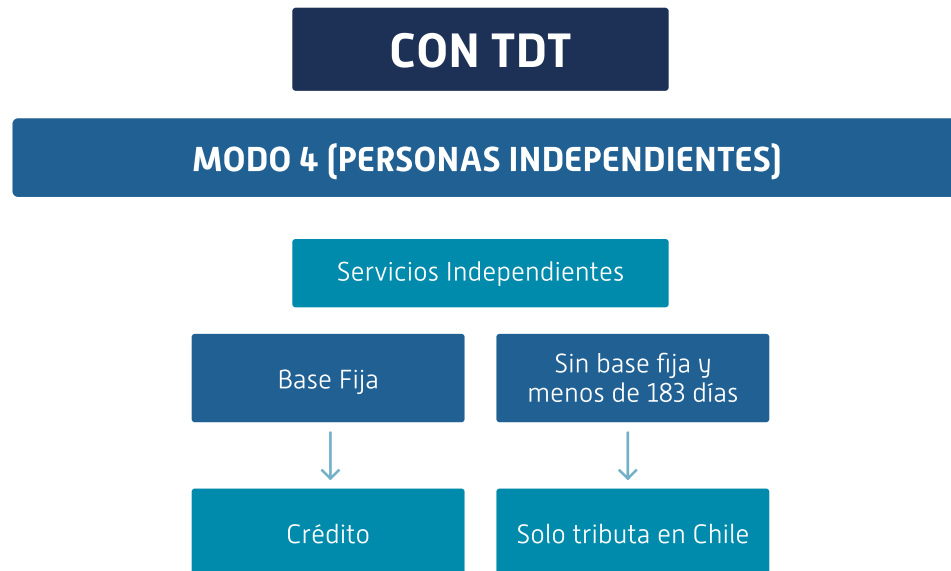 CON TDT
MODO 4 (PERSONAS INDEPENDIENTES)
Servicios Independientes
Base Fija
Sin base fija y
menos de 183 días
Crédito
Solo tributa en Chile